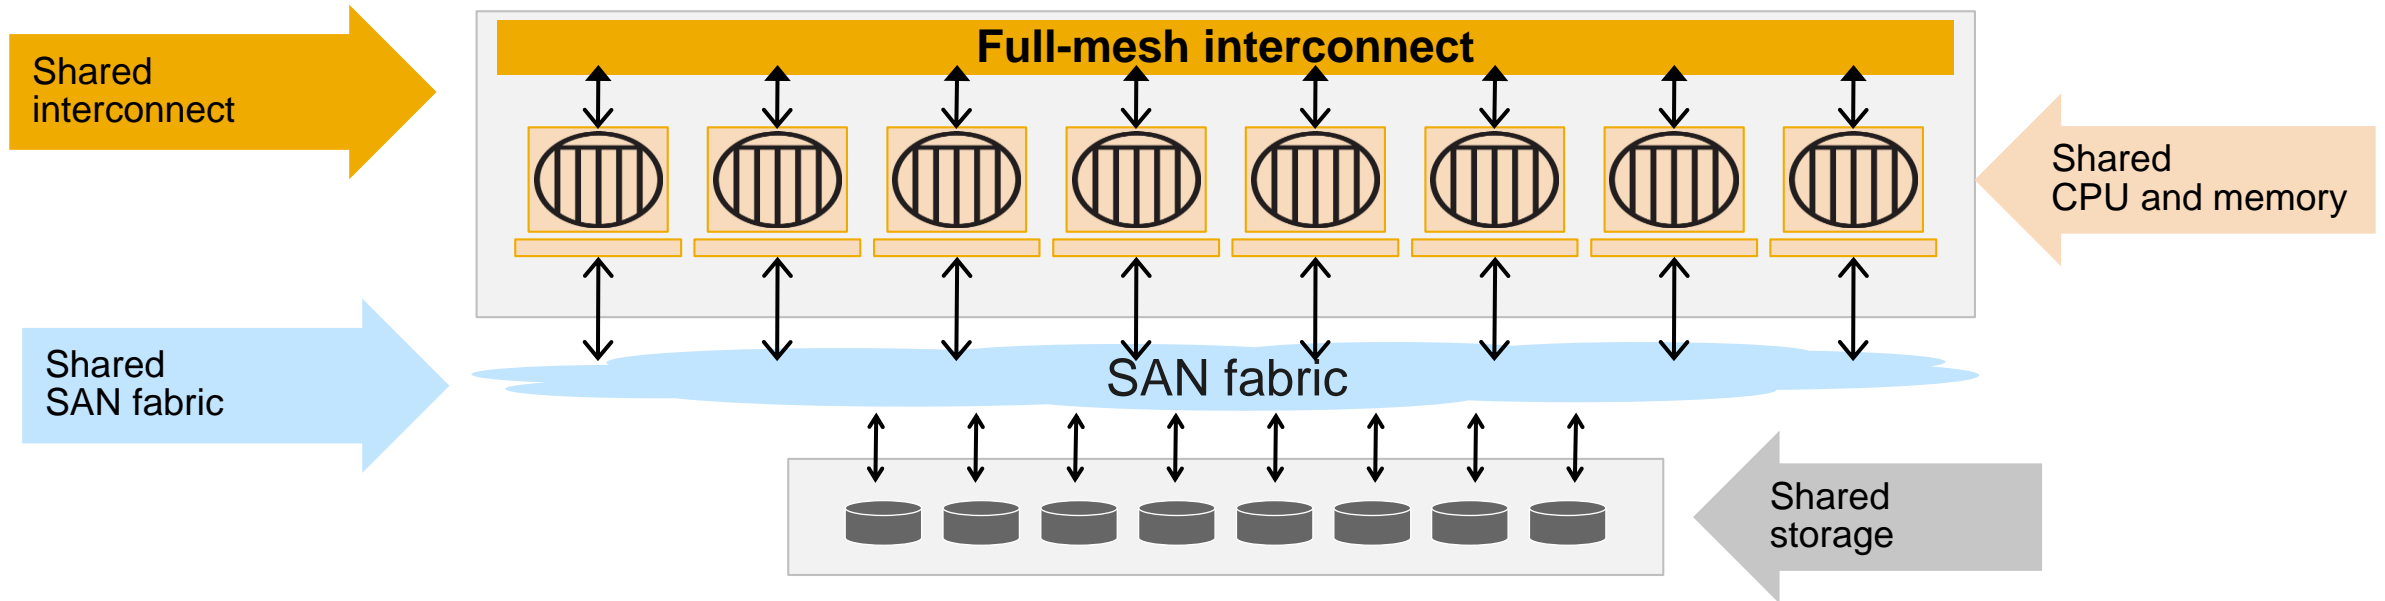 Full-mesh interconnect
Shared
interconnect
Shared
CPU and memory
Shared
SAN fabric
SAN fabric
Shared
storage